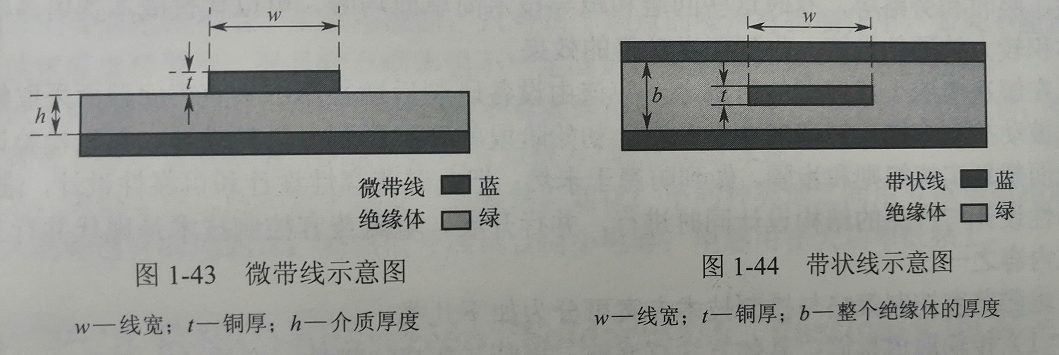 w
t
h
微带线 蓝
绝缘体 绿
图 1-43 微带线示意图
w—线宽；t—铜厚；h—介质厚度
w
b
t
带状线 蓝
绝缘体 绿
图 1-44 带状线示意图
w—线宽；t—铜厚；b—整个绝缘体的厚度